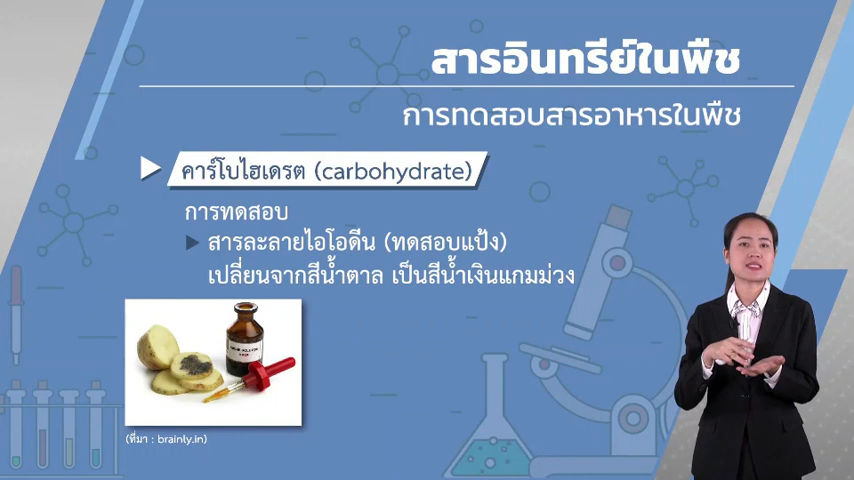 สารอินทรีย์ในพืช
การทดสอบสารอาหารในพืช
คาร์โบไฮเดรต (carbohydrate)
การทดสอบ
สารละลายไอโอดีน (ทดสอบแป้ง)
เปลี่ยนจากสีน้ำตาล เป็นสีน้ำเงินแกมม่วง
(ที่มา : brainly.in)